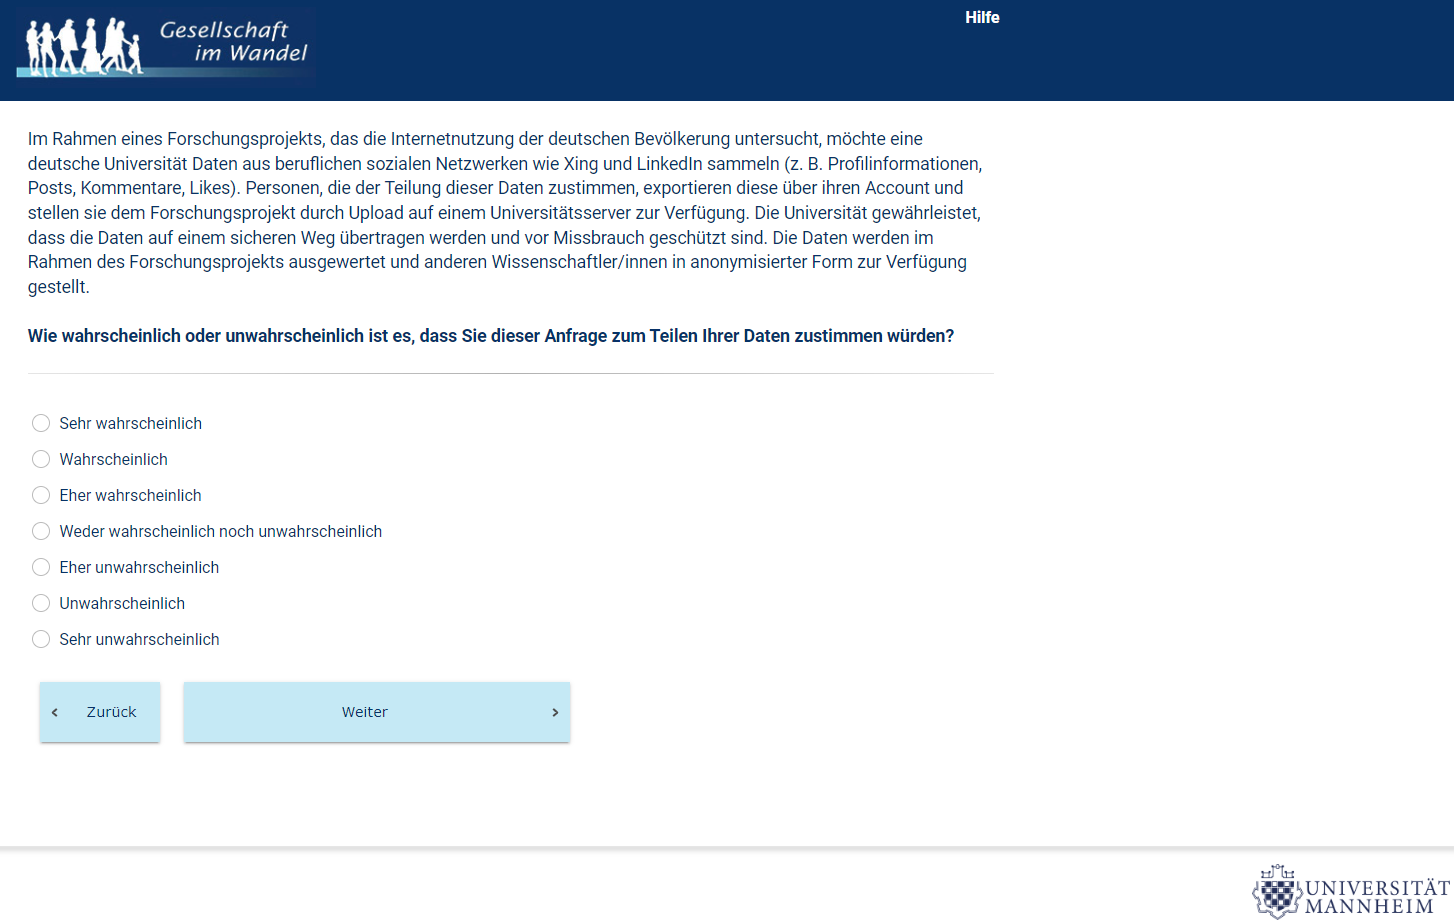 Gesellschaft
im Wandel
Hilfe
Im Rahmen eines Forschungsprojekts, das die Internetnutzung der deutschen Bevölkerung untersucht, möchte eine
deutsche Universität Daten aus beruflichen sozialen Netzwerken wie Xing und LinkedIn sammeln (z. B. Profilinformationen,
Posts, Kommentare, Likes). Personen, die der Teilung dieser Daten zustimmen, exportieren diese über ihren Account und
stellen sie dem Forschungsprojekt durch Upload auf einem Universitätsserver zur Verfügung. Die Universität gewährleistet,
dass die Daten auf einem sicheren Weg übertragen werden und vor Missbrauch geschützt sind. Die Daten werden im
Rahmen des Forschungsprojekts ausgewertet und anderen Wissenschaftler/innen in anonymisierter Form zur Verfügung
gestellt.
Wie wahrscheinlich oder unwahrscheinlich ist es, dass Sie dieser Anfrage zum Teilen Ihrer Daten zustimmen würden?
Sehr wahrscheinlich
Wahrscheinlich
Eher wahrscheinlich
Weder wahrscheinlich noch unwahrscheinlich
Eher unwahrscheinlich
Unwahrscheinlich
Sehr unwahrscheinlich
‹ Zurück
Weiter ›
UNIVERSITÄT
MANNHEIM